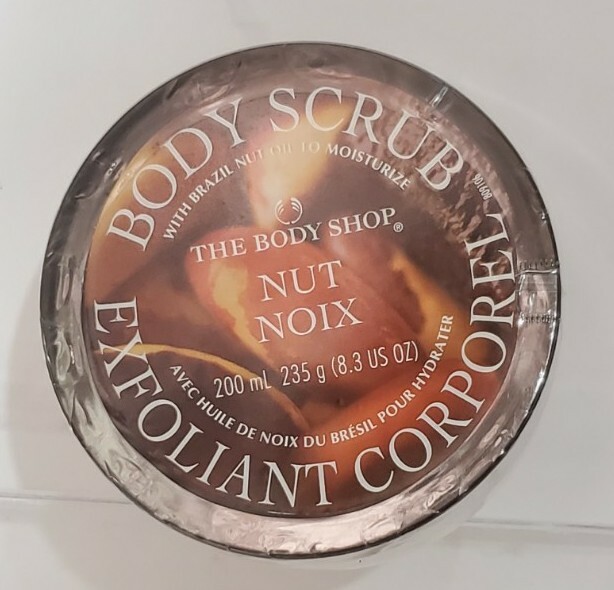 BODY SCRUB
WITH BRAZIL NUT OIL TO MOISTURIZE
THE BODY SHOP®
NUT
NOIX
200 mL 235 g (8.3 US OZ)
AVEC HUILE DE NOIX DU BRÉSIL POUR HYDRATER
EXFOLIANT CORPOREL